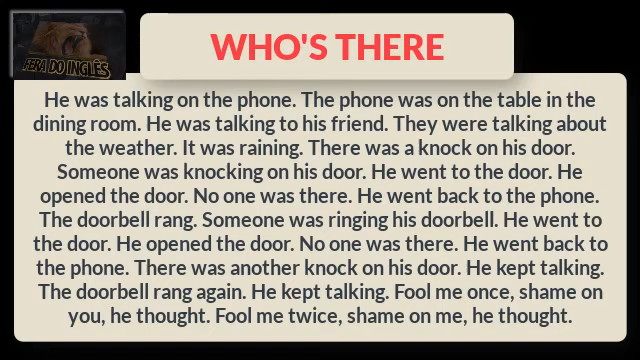 FERA DO INGLÊS
WHO'S THERE
He was talking on the phone. The phone was on the table in the
dining room. He was talking to his friend. They were talking about
the weather. It was raining. There was a knock on his door.
Someone was knocking on his door. He went to the door. He
opened the door. No one was there. He went back to the phone.
The doorbell rang. Someone was ringing his doorbell. He went to
the door. He opened the door. No one was there. He went back to
the phone. There was another knock on his door. He kept talking.
The doorbell rang again. He kept talking. Fool me once, shame on
you, he thought. Fool me twice, shame on me, he thought.